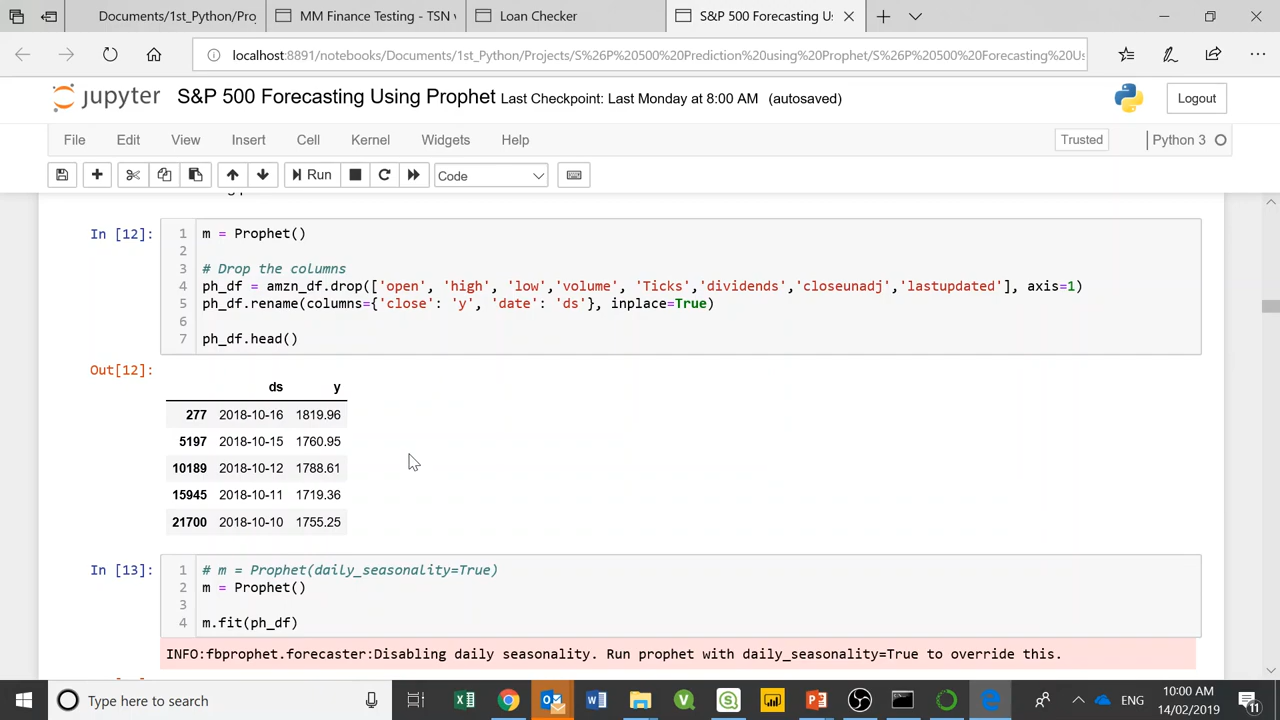 Documents/1st_Python/Pro
MM Finance Testing - TSN v
Loan Checker
S&P 500 Forecasting U:
localhost:8891/notebooks/Documents/1st_Python/Projects/S%26P%20500%20Prediction%20using%20Prophet/S%26P%20500%20Forecasting%20Us
jupyter S&P 500 Forecasting Using Prophet Last Checkpoint: Last Monday at 8:00 AM (autosaved)
Logout
File Edit View Insert Cell Kernel Widgets Help
Trusted
Python 3
Run
Code
In [12]:
1 m = Prophet()
2
3 # Drop the columns
4 ph_df = amzn_df.drop(['open', 'high', 'low','volume', 'Ticks','dividends','closeunadj','lastupdated'], axis=1)
5 ph_df.rename(columns={'close': 'y', 'date': 'ds'}, inplace=True)
6
7 ph_df.head()
Out[12]:
ds y
277 2018-10-16 1819.96
5197 2018-10-15 1760.95
10189 2018-10-12 1788.61
15945 2018-10-11 1719.36
21700 2018-10-10 1755.25
In [13]:
1 # m = Prophet(daily_seasonality=True)
2 m = Prophet()
3
4 m.fit(ph_df)
INFO:fbprophet.forecaster:Disabling daily seasonality. Run prophet with daily_seasonality=True to override this.
Type here to search
ENG
10:00 AM
14/02/2019
11